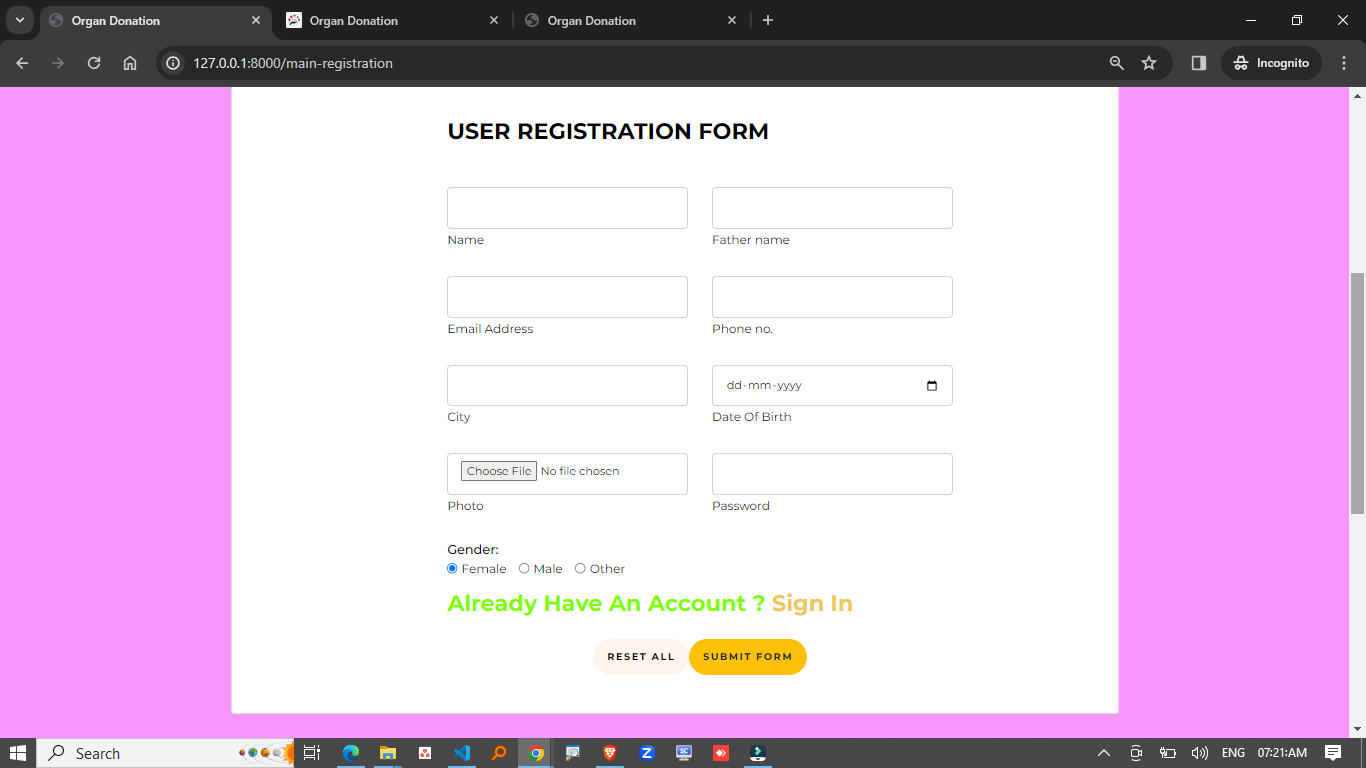 Organ Donation
Organ Donation
Organ Donation
127.0.0.1:8000/main-registration
Incognito
USER REGISTRATION FORM
Name
Father name
Email Address
Phone no.
dd-mm-yyyy
City
Date Of Birth
Choose File No file chosen
Photo
Password
Gender:
Female Male Other
Already Have An Account ? Sign In
RESET ALL
SUBMIT FORM
Search
ENG
07:21 AM